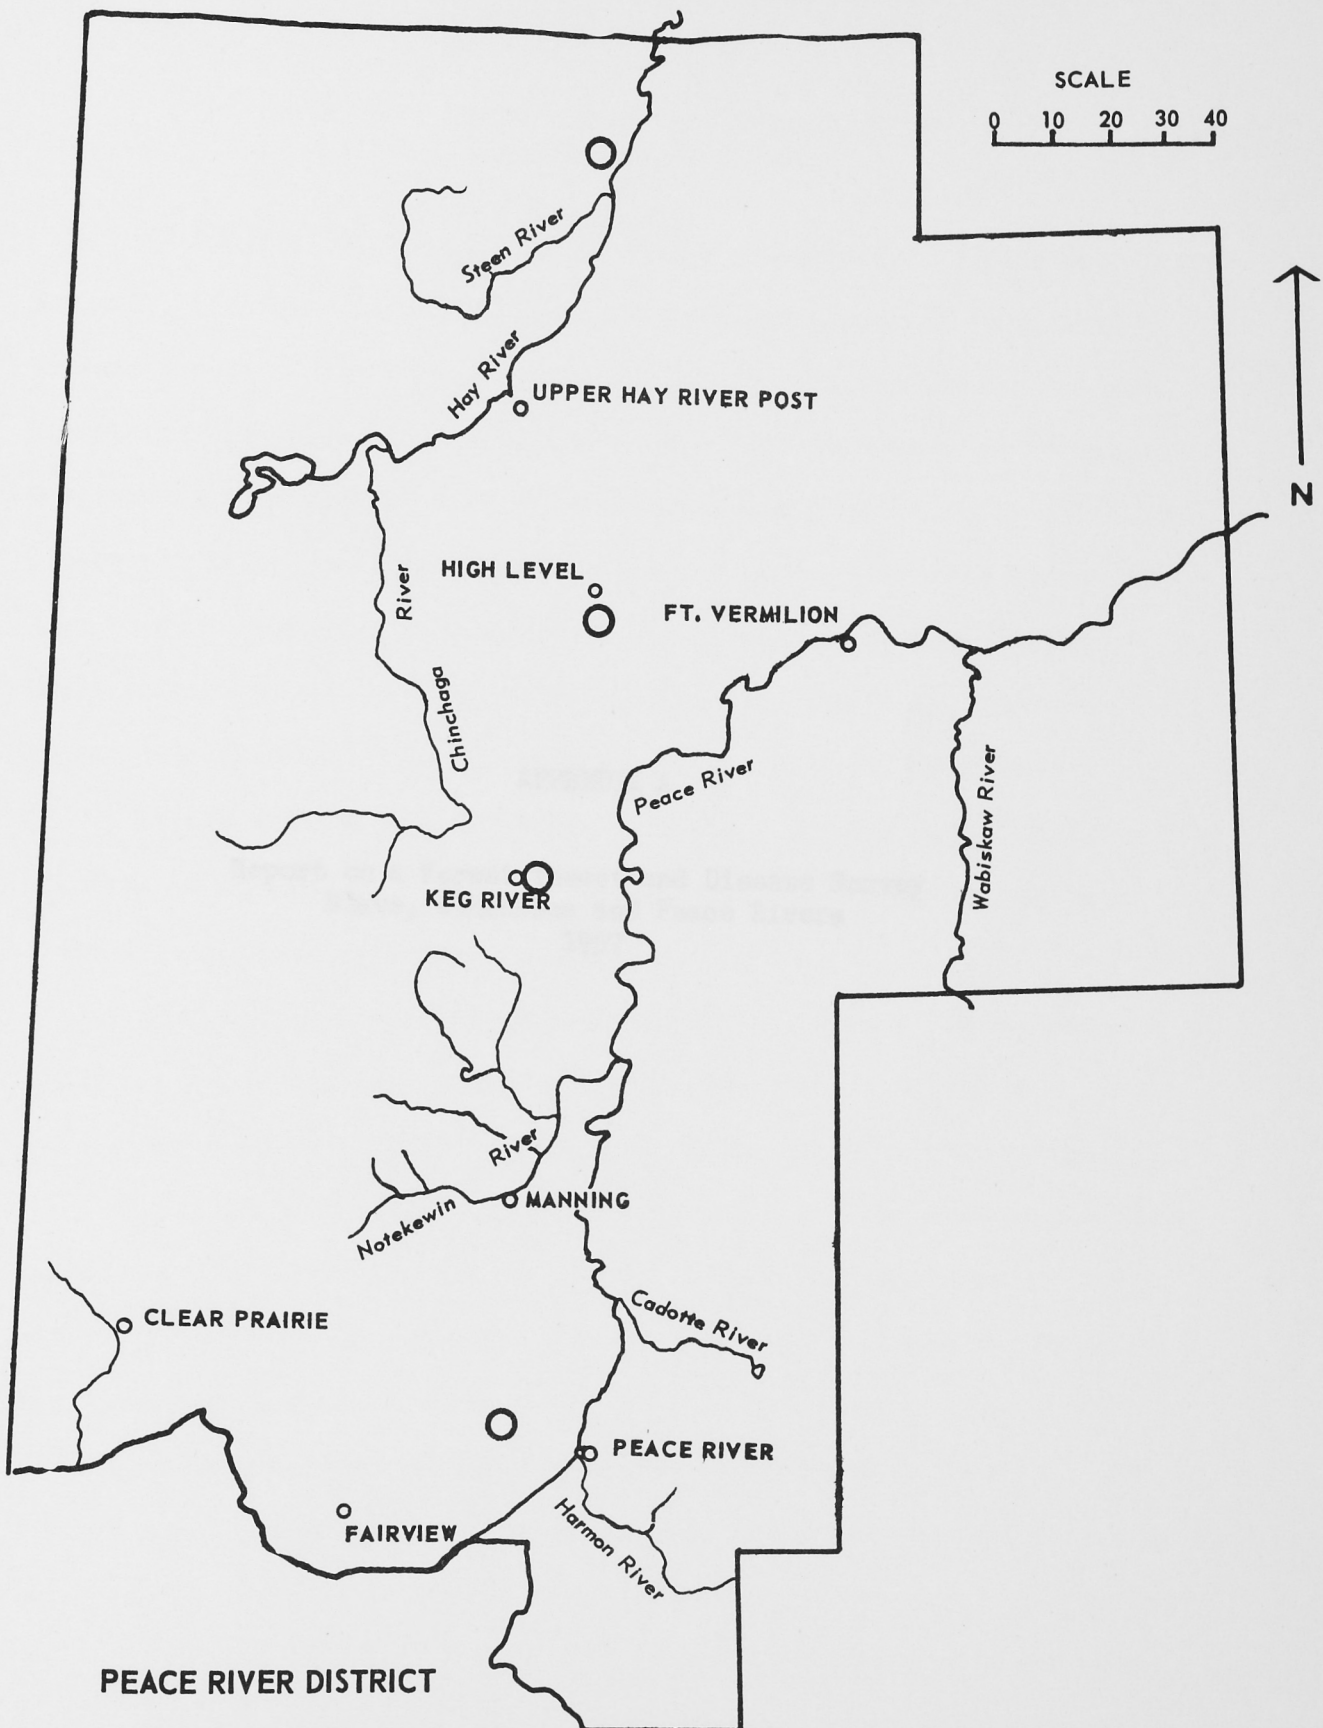 SCALE
0 10 20 30 40
Steen River
Hay River
UPPER HAY RIVER POST
N
HIGH LEVEL
River
FT. VERMILION
Chinchaga
Peace River
Wabiskaw River
KEG RIVER
River
MANNING
Notekewin
Cadotte River
CLEAR PRAIRIE
PEACE RIVER
FAIRVIEW
Harmon River
PEACE RIVER DISTRICT